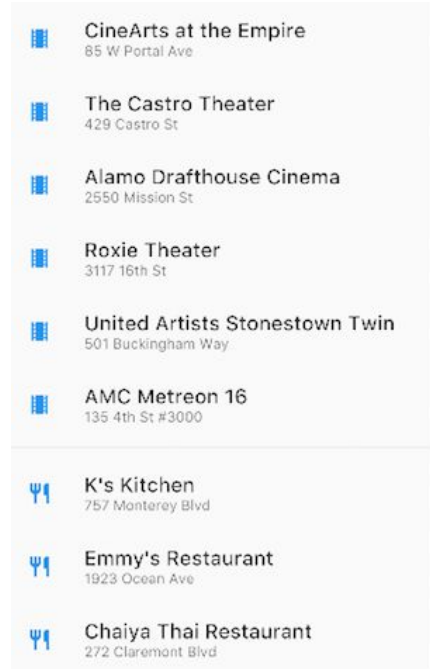 CineArts at the Empire
85 W Portal Ave
The Castro Theater
429 Castro St
Alamo Drafthouse Cinema
2550 Mission St
Roxie Theater
3117 16th St
United Artists Stonestown Twin
501 Buckingham Way
AMC Metreon 16
135 4th St #3000
K's Kitchen
757 Monterey Blvd
Emmy's Restaurant
1923 Ocean Ave
Chaiya Thai Restaurant
272 Claremont Blvd